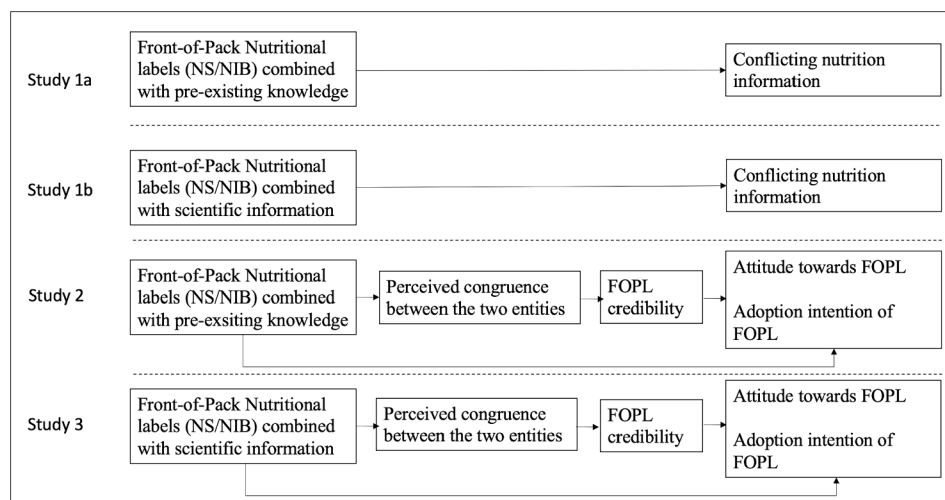 Study 1a
Front-of-Pack Nutritional
labels (NS/NIB) combined
with pre-existing knowledge
Conflicting nutrition
information
Study 1b
Front-of-Pack Nutritional
labels (NS/NIB) combined
with scientific information
Conflicting nutrition
information
Study 2
Front-of-Pack Nutritional
labels (NS/NIB) combined
with pre-exsiting knowledge
Perceived congruence
between the two entities
FOPL
credibility
Attitude towards FOPL
Adoption intention of
FOPL
Study 3
Front-of-Pack Nutritional
labels (NS/NIB) combined
with scientific information
Perceived congruence
between the two entities
FOPL
credibility
Attitude towards FOPL
Adoption intention of
FOPL